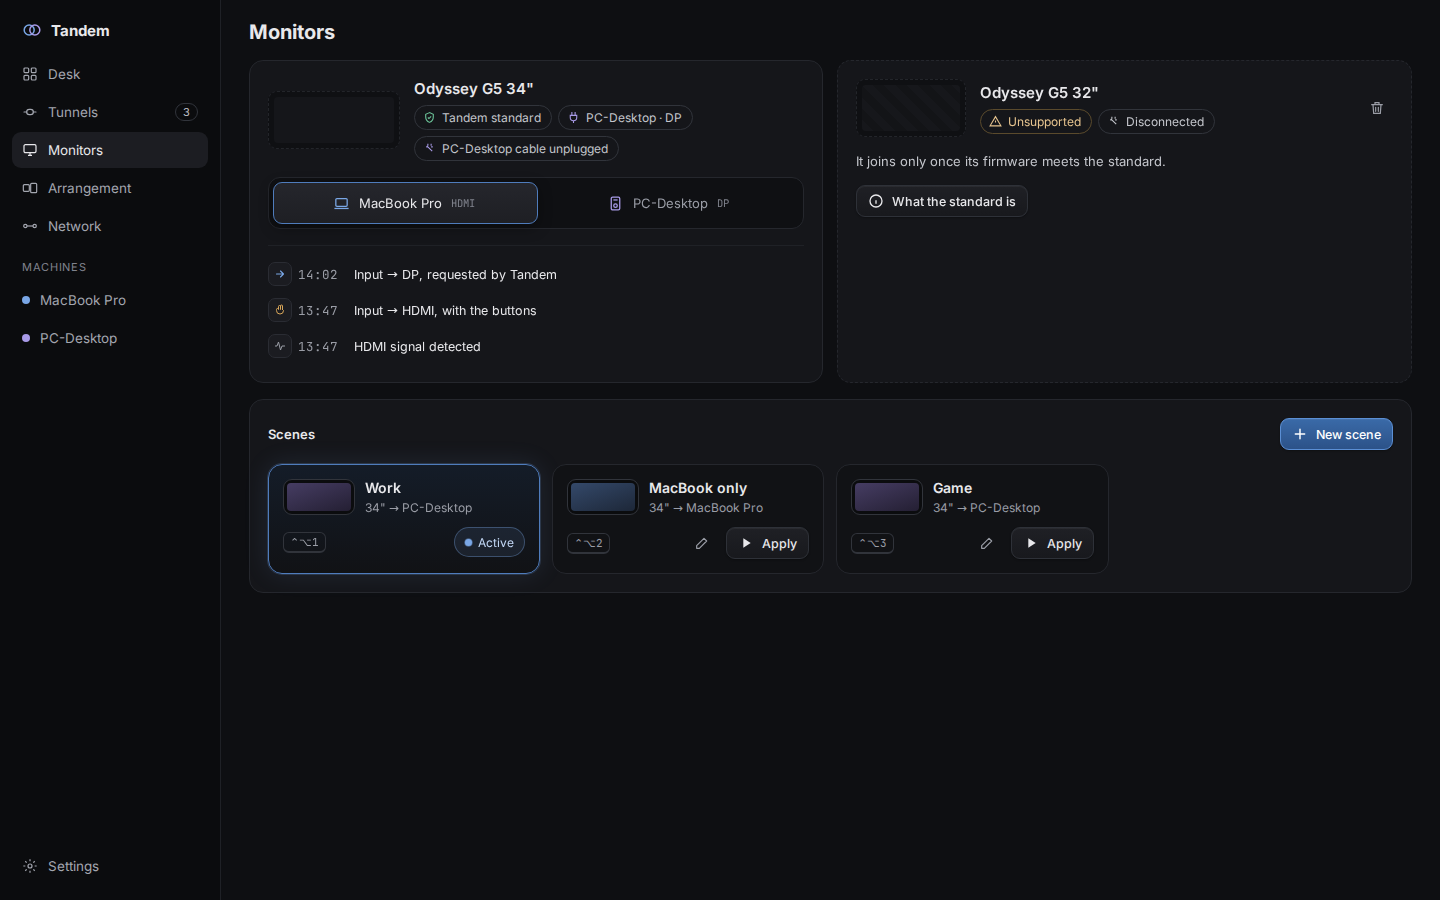 Tandem
Desk
Tunnels 3
Monitors
Arrangement
Network
MACHINES
MacBook Pro
PC-Desktop
Settings
Monitors
Odyssey G5 34"
Tandem standard
PC-Desktop · DP
PC-Desktop cable unplugged
MacBook Pro HDMI
PC-Desktop DP
14:02 Input → DP, requested by Tandem
13:47 Input → HDMI, with the buttons
13:47 HDMI signal detected
Odyssey G5 32"
Unsupported
Disconnected
It joins only once its firmware meets the standard.
What the standard is
Scenes
New scene
Work
34" → PC-Desktop
⌃⌥1
Active
MacBook only
34" → MacBook Pro
⌃⌥2
Apply
Game
34" → PC-Desktop
⌃⌥3
Apply